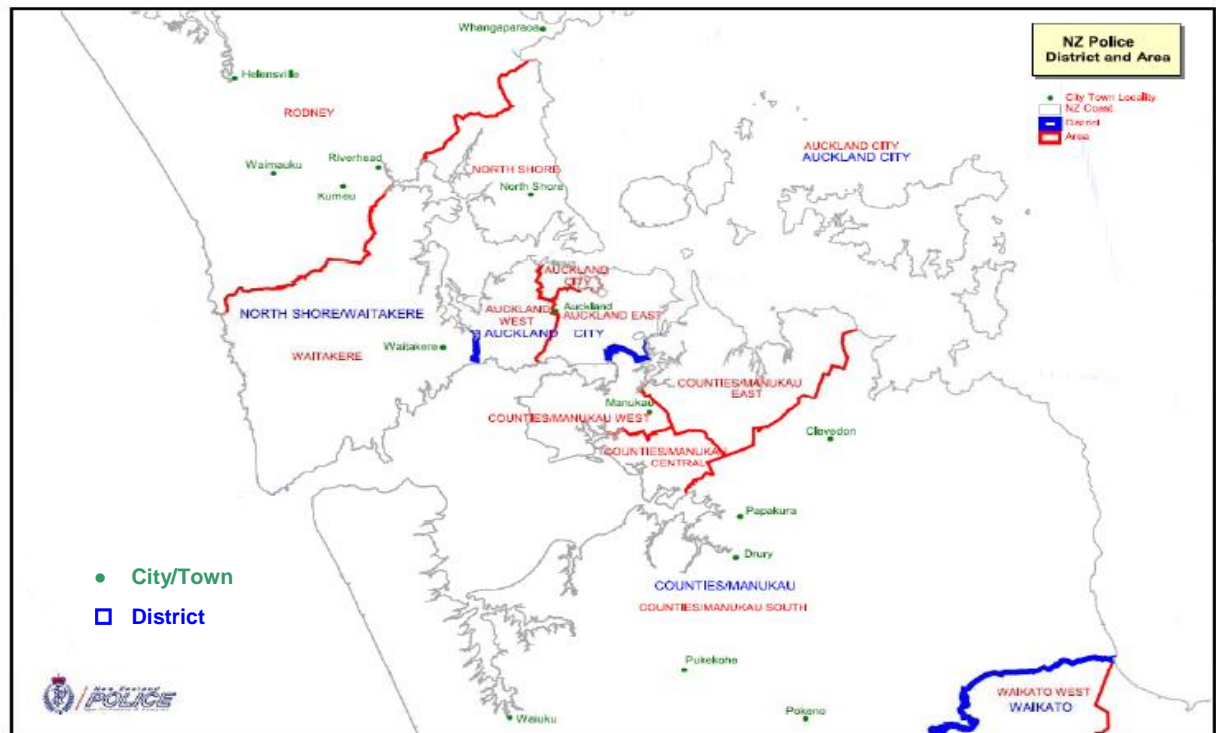 Whangaparaoa
NZ Police
District and Area
Helensville
City Town Locality
NZ Coast
District
Area
RODNEY
AUCKLAND CITY
AUCKLAND CITY
Waimauku
Riverhead
NORTH SHORE
North Shore
Kumeu
AUCKLAND
CITY
NORTH SHORE/WAITAKERE
AUCKLAND
WEST
Auckland
AUCKLAND EAST
AUCKLAND CITY
Waitakere
WAITAKERE
COUNTIES/MANUKAU
EAST
Manukau
COUNTIES/MANUKAU WEST
Clevedon
COUNTIES/MANUKAU
CENTRAL
Papakura
Drury
City/Town
COUNTIES/MANUKAU
COUNTIES/MANUKAU SOUTH
District
Pukekohe
WAIKATO WEST
WAIKATO
New Zealand
POLICE
Waiuku
Pokeno